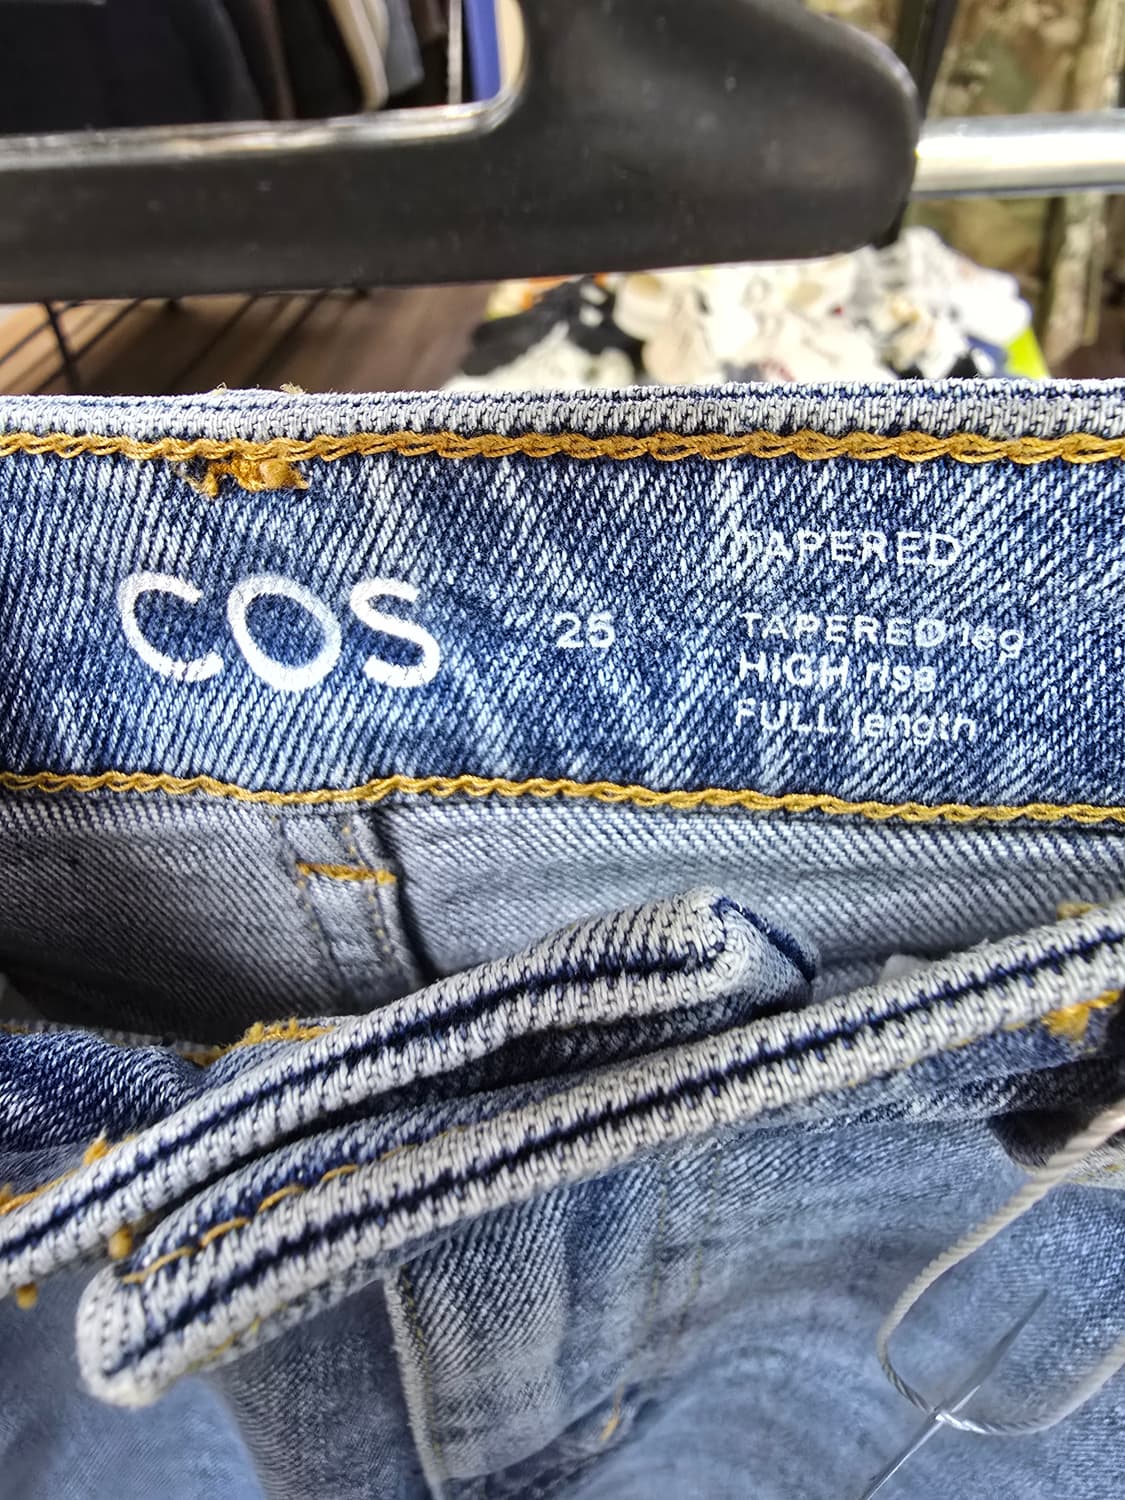 COS
25
TAPERED
TAPERED leg
HIGH rise
FULL length